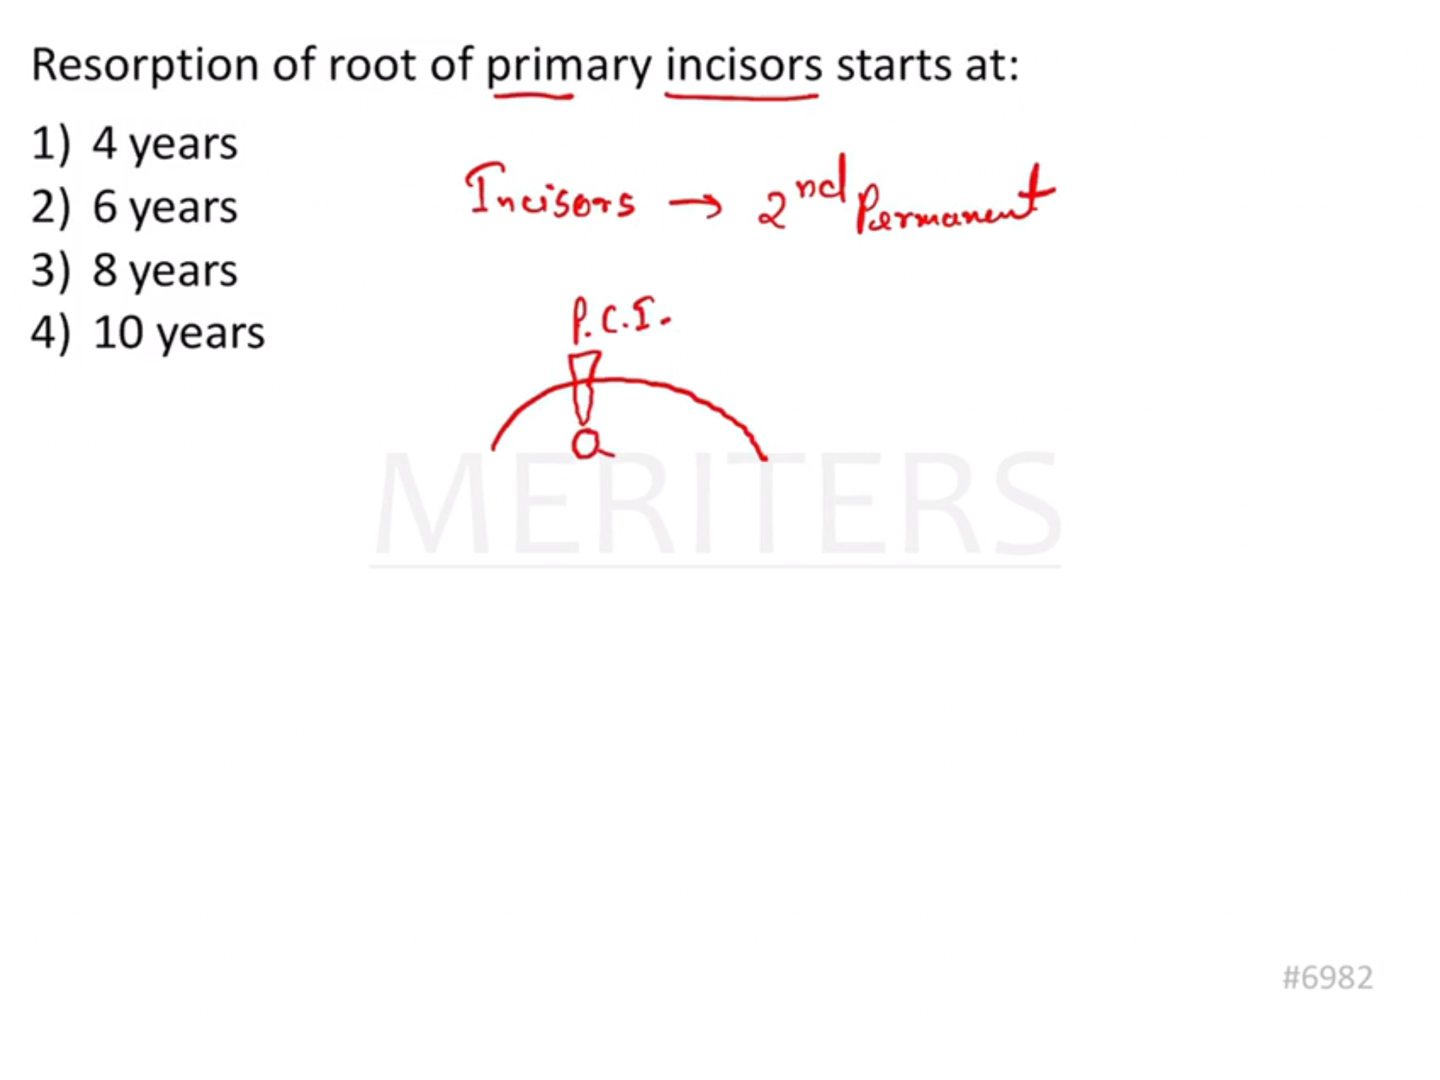 Resorption of root of primary incisors starts at:
1) 4 years
2) 6 years
3) 8 years
4) 10 years
Incisors → 2nd Permanent
P.C.I.
MERITERS
#6982